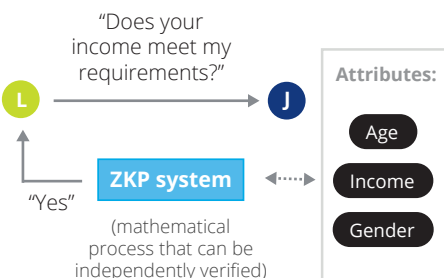 “Does your
income meet my
requirements?”
L
J
Attributes:
Age
Income
Gender
ZKP system
“Yes”
(mathematical
process that can be
independently verified)